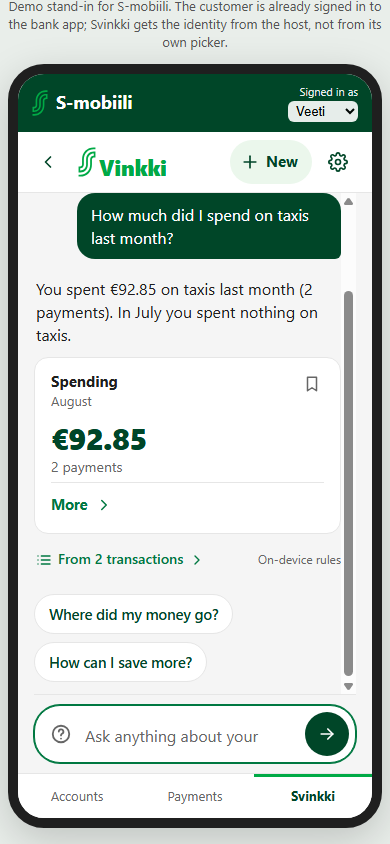 Demo stand-in for S-mobiili. The customer is already signed in to
the bank app; Svinkki gets the identity from the host, not from its
own picker.
S-mobiili
Signed in as
Veeti
Vinkki
New
How much did I spend on taxis
last month?
You spent €92.85 on taxis last month (2
payments). In July you spent nothing on
taxis.
Spending
August
€92.85
2 payments
More
From 2 transactions
On-device rules
Where did my money go?
How can I save more?
Ask anything about your
Accounts
Payments
Svinkki